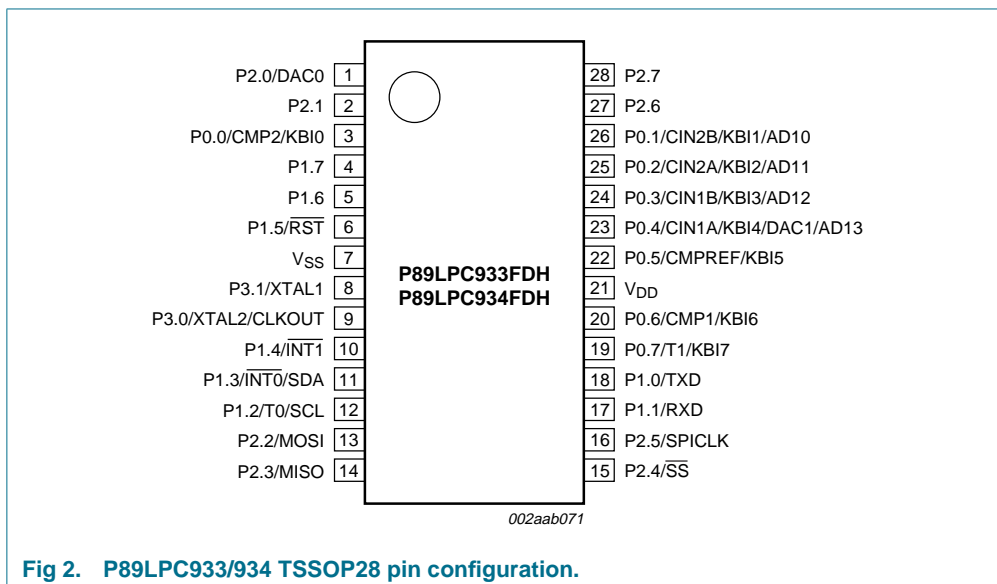 P2.0/DAC0 1 28 P2.7
P2.1 2 27 P2.6
P0.0/CMP2/KBI0 3 26 P0.1/CIN2B/KBI1/AD10
P1.7 4 25 P0.2/CIN2A/KBI2/AD11
P1.6 5 24 P0.3/CIN1B/KBI3/AD12
P1.5/R̅S̅T̅ 6 23 P0.4/CIN1A/KBI4/DAC1/AD13
VSS 7 22 P0.5/CMPREF/KBI5
P89LPC933FDH
P3.1/XTAL1 8 21 VDD
P89LPC934FDH
P3.0/XTAL2/CLKOUT 9 20 P0.6/CMP1/KBI6
P1.4/I̅N̅T̅1̅ 10 19 P0.7/T1/KBI7
P1.3/I̅N̅T̅0̅/SDA 11 18 P1.0/TXD
P1.2/T0/SCL 12 17 P1.1/RXD
P2.2/MOSI 13 16 P2.5/SPICLK
P2.3/MISO 14 15 P2.4/S̅S̅
002aab071
Fig 2. P89LPC933/934 TSSOP28 pin configuration.